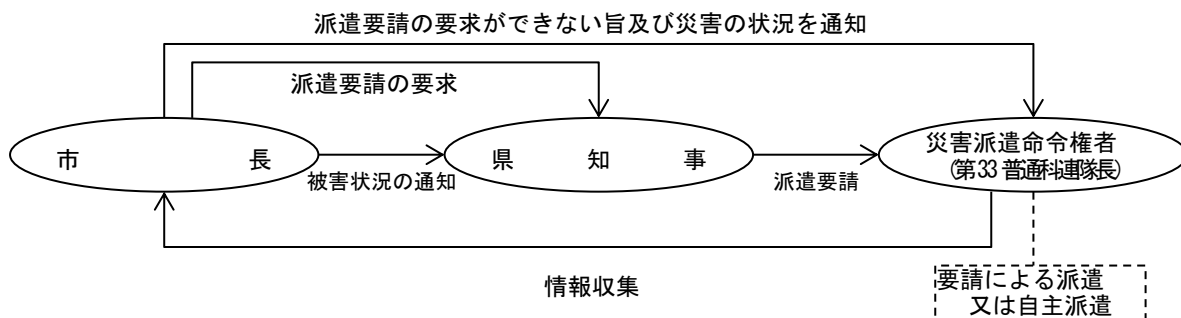 派遣要請の要求ができない旨及び災害の状況を通知
派遣要請の要求
市長
被害状況の通知
県知事
派遣要請
災害派遣命令権者
(第33普通科連隊長)
情報収集
要請による派遣
又は自主派遣